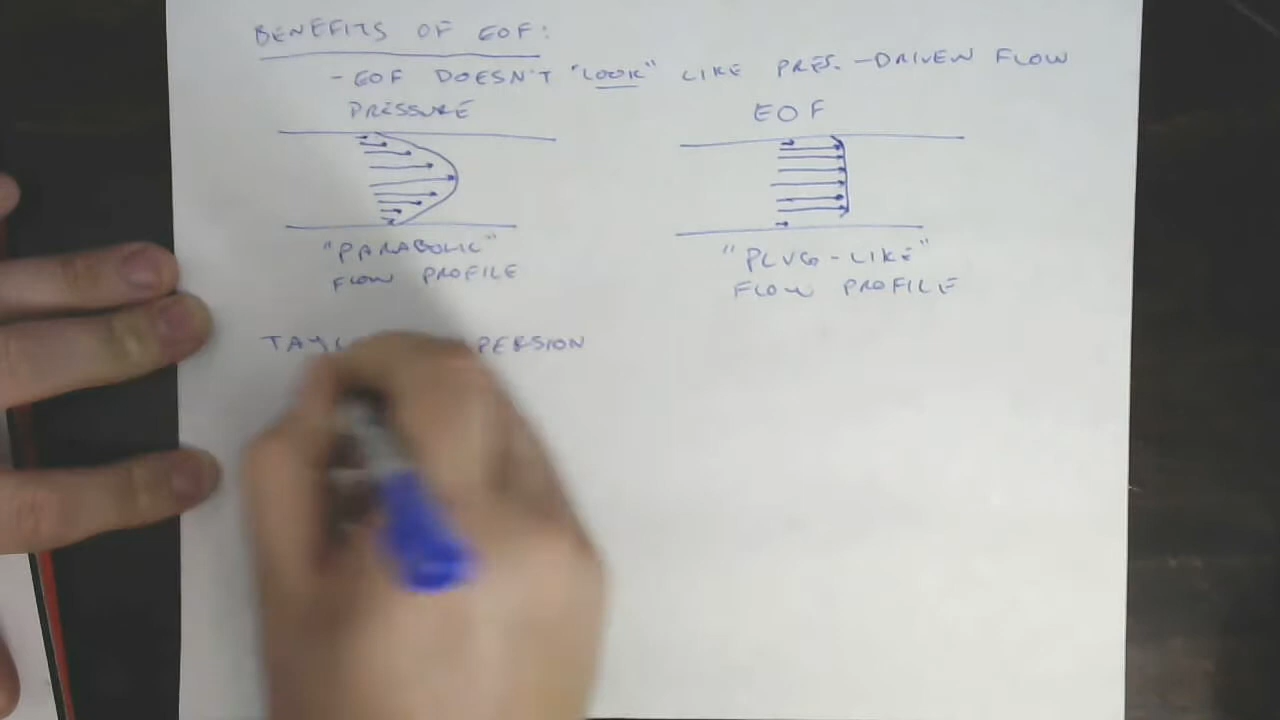 BENEFITS OF EOF:
- EOF DOESN'T "LOOK" LIKE PRES. -DRIVEN FLOW
PRESSURE
EOF
"PARABOLIC"
FLOW PROFILE
"PLUG-LIKE"
FLOW PROFILE